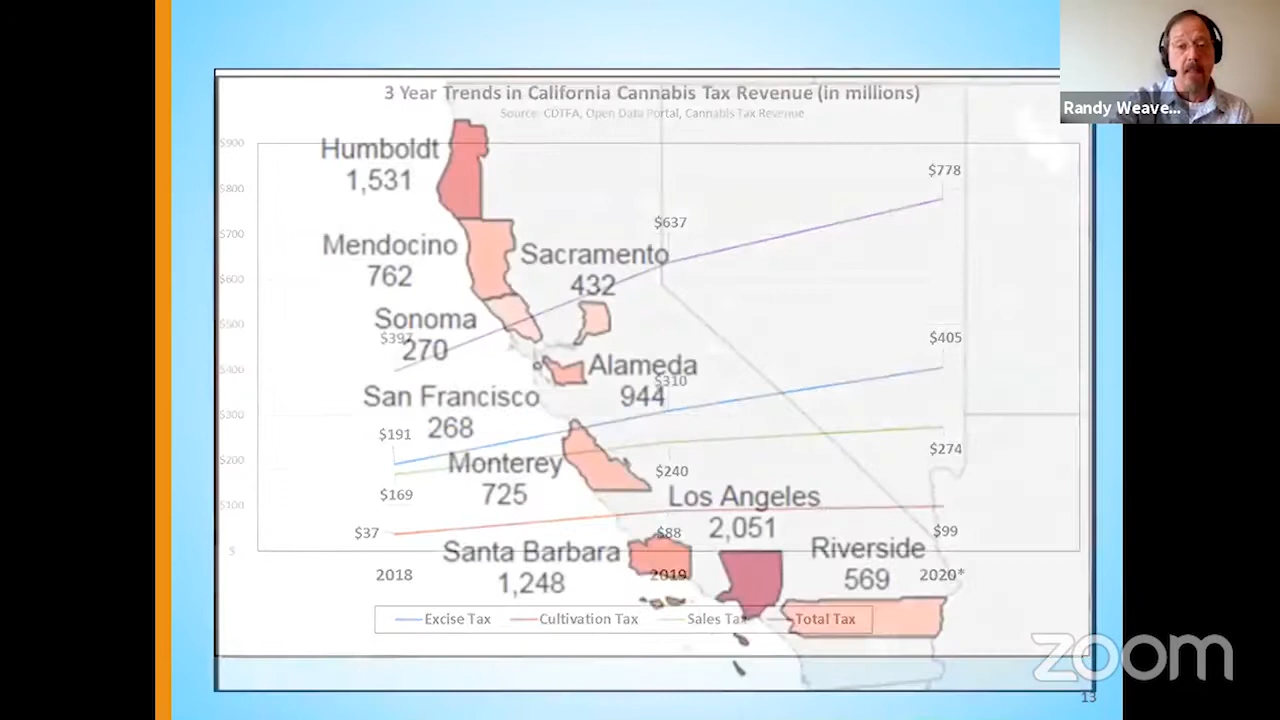 3 Year Trends in California Cannabis Tax Revenue (in millions)
Source: CDTFA, Open Data Portal, Cannabis Tax Revenue
Randy Weave...
$900
$800
$700
$600
$500
$400
$300
$200
$100
$
Humboldt
1,531
Mendocino
762
Sacramento
432
Sonoma
270
Alameda
944
San Francisco
268
Monterey
725
Los Angeles
2,051
Santa Barbara
1,248
Riverside
569
$397
$637
$778
$191
$310
$405
$169
$240
$274
$37
$88
$99
2018
2019
2020*
Excise Tax
Cultivation Tax
Sales Tax
Total Tax
zoom
13